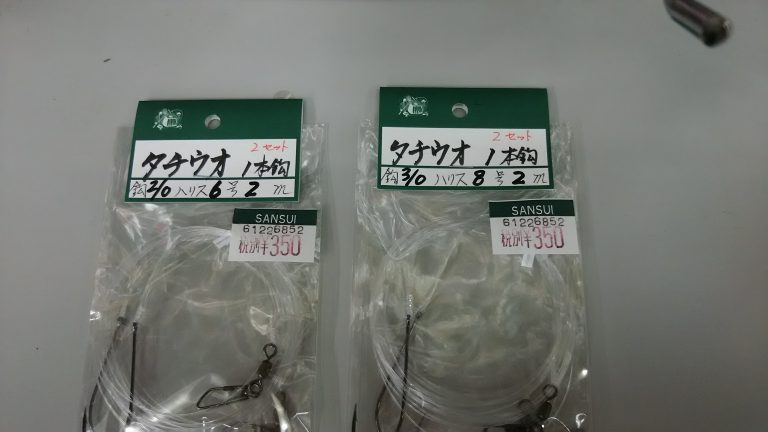 2セット
タチウオ 1本鈎
鈎3/0ハリス6号2m
SANSUI
61226852
税別¥350
2セット
タチウオ 1本鈎
鈎3/0ハリス8号2m
SANSUI
61226852
税別¥350